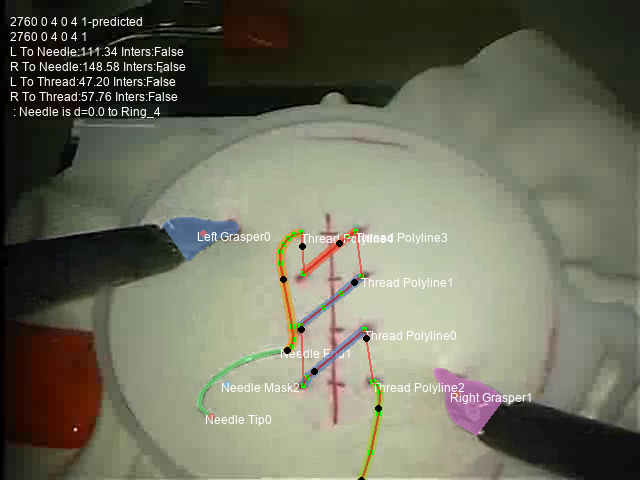 2760 0 4 0 4 1-predicted
2760 0 4 0 4 1
L To Needle:111.34 Inters:False
R To Needle:148.58 Inters:False
L To Thread:47.20 Inters:False
R To Thread:57.76 Inters:False
: Needle is d=0.0 to Ring_4
Left Grasper0
Thread Polyline3
Thread Polyline1
Thread Polyline0
Needle Mask2
Thread Polyline2
Right Grasper1
Needle Tip0